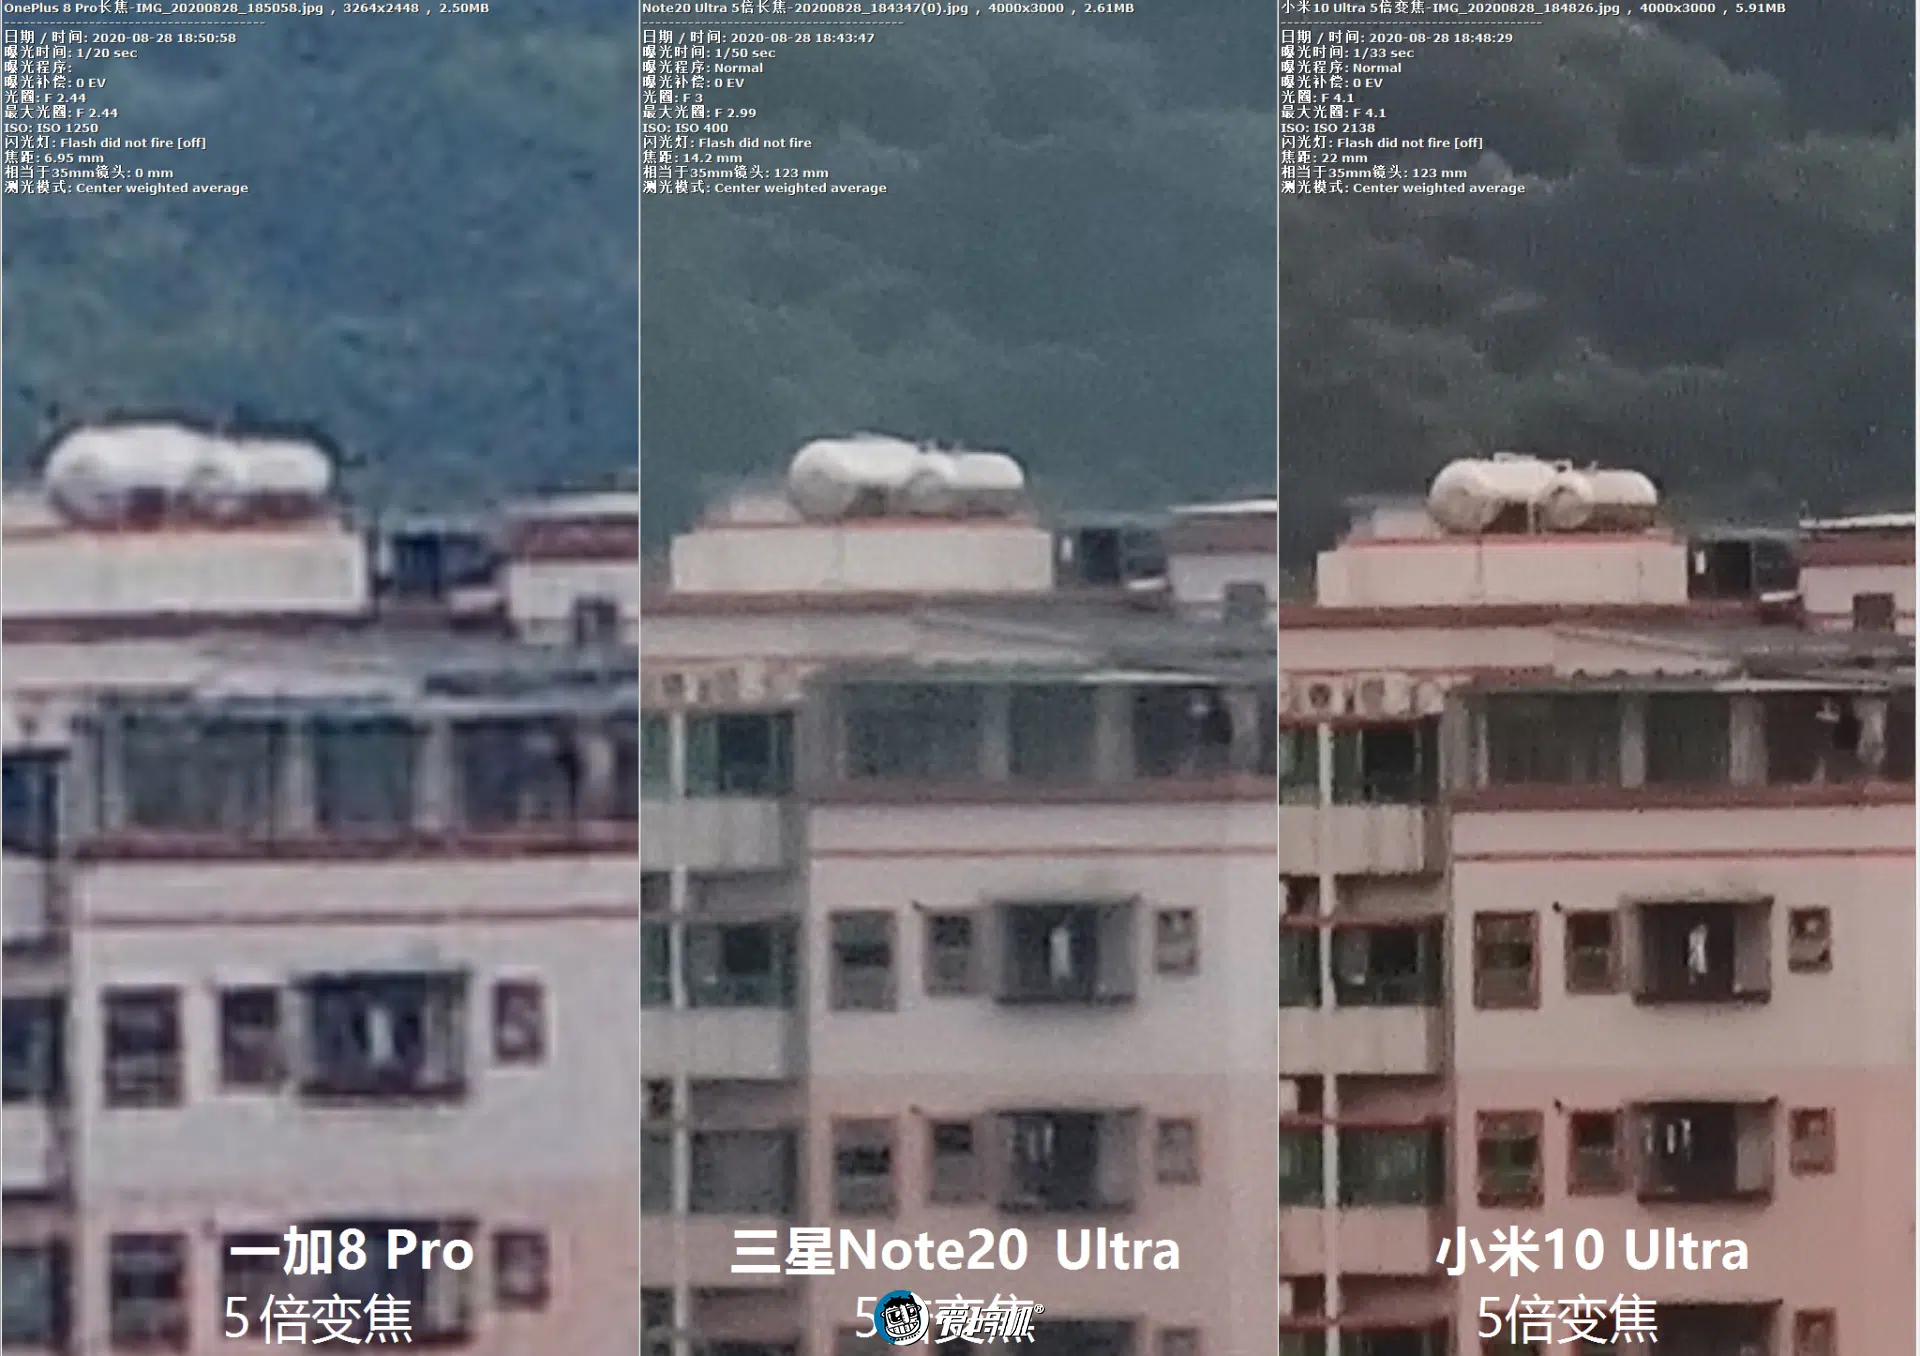 OnePlus 8 Pro长焦-IMG_20200828_185058.jpg , 3264x2448 , 2.50MB
日期 / 时间: 2020-08-28 18:50:58
曝光时间: 1/20 sec
曝光程序:
曝光补偿: 0 EV
光圈: F 2.44
最大光圈: F 2.44
ISO: ISO 1250
闪光灯: Flash did not fire [off]
焦距: 6.95 mm
相当于35mm镜头: 0 mm
测光模式: Center weighted average
一加8 Pro
5倍变焦
Note20 Ultra 5倍长焦-20200828_184347(0).jpg , 4000x3000 , 2.61MB
日期 / 时间: 2020-08-28 18:43:47
曝光时间: 1/50 sec
曝光程序: Normal
曝光补偿: 0 EV
光圈: F 3
最大光圈: F 2.99
ISO: ISO 400
闪光灯: Flash did not fire
焦距: 14.2 mm
相当于35mm镜头: 123 mm
测光模式: Center weighted average
三星Note20 Ultra
5倍变焦
爱搞机®
小米10 Ultra 5倍变焦-IMG_20200828_184826.jpg , 4000x3000 , 5.91MB
日期 / 时间: 2020-08-28 18:48:29
曝光时间: 1/33 sec
曝光程序: Normal
曝光补偿: 0 EV
光圈: F 4.1
最大光圈: F 4.1
ISO: ISO 2138
闪光灯: Flash did not fire [off]
焦距: 22 mm
相当于35mm镜头: 123 mm
测光模式: Center weighted average
小米10 Ultra
5倍变焦